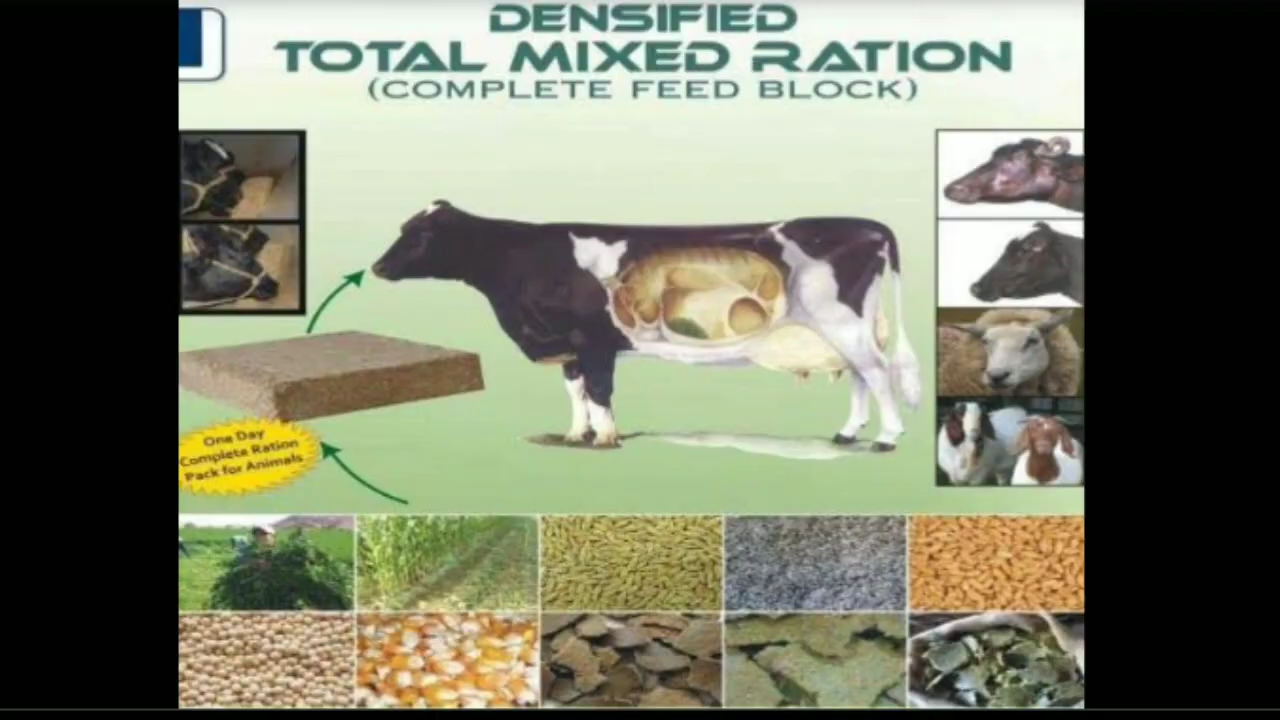 DENSIFIED
TOTAL MIXED RATION
(COMPLETE FEED BLOCK)
One Day
Complete Ration
Pack for Animals